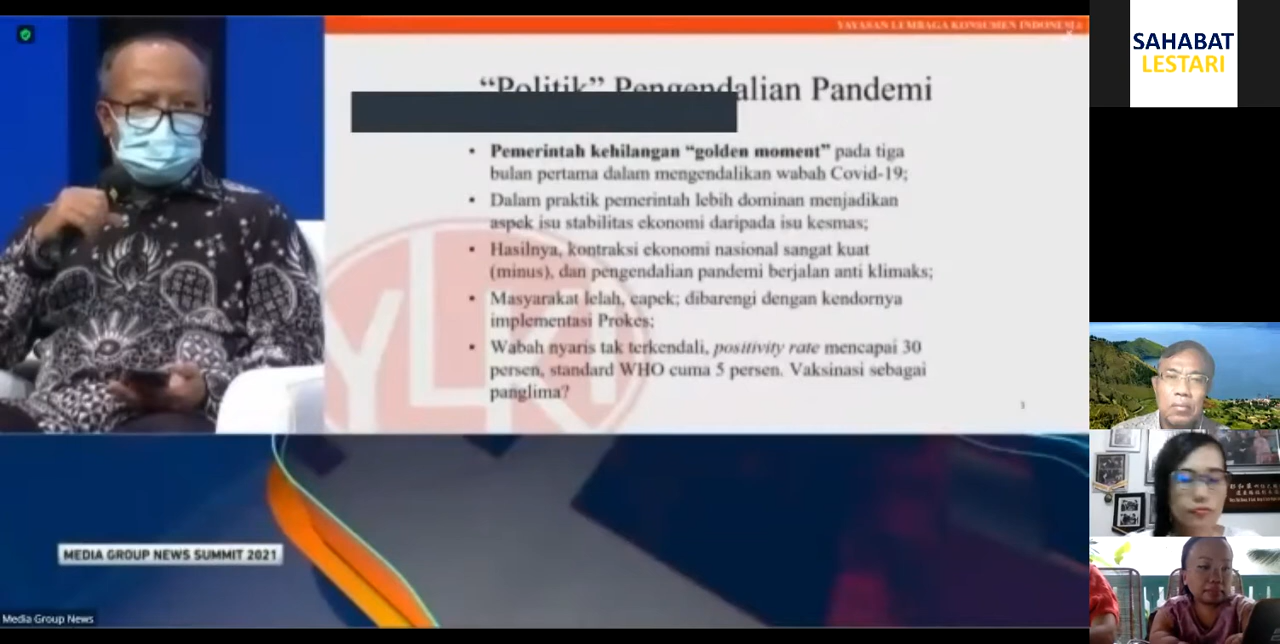 YAYASAN LEMBAGA KONSUMEN INDONESIA
“Politik” Pengendalian Pandemi
• Pemerintah kehilangan “golden moment” pada tiga
bulan pertama dalam mengendalikan wabah Covid-19;
• Dalam praktik pemerintah lebih dominan menjadikan
aspek isu stabilitas ekonomi daripada isu kesmas;
• Hasilnya, kontraksi ekonomi nasional sangat kuat
(minus), dan pengendalian pandemi berjalan anti klimaks;
• Masyarakat lelah, capek; dibarengi dengan kendornya
implementasi Prokes;
• Wabah nyaris tak terkendali, positivity rate mencapai 30
persen, standard WHO cuma 5 persen. Vaksinasi sebagai
panglima?
3
YLKI
MEDIA GROUP NEWS SUMMIT 2021
Media Group News
SAHABAT
LESTARI